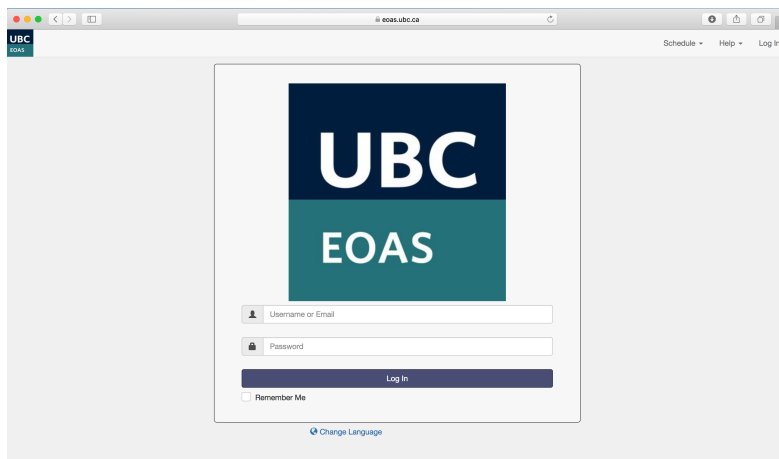 eoas.ubc.ca
UBC
EOAS
Schedule
Help
Log In
UBC
EOAS
Username or Email
Password
Log In
Remember Me
Change Language